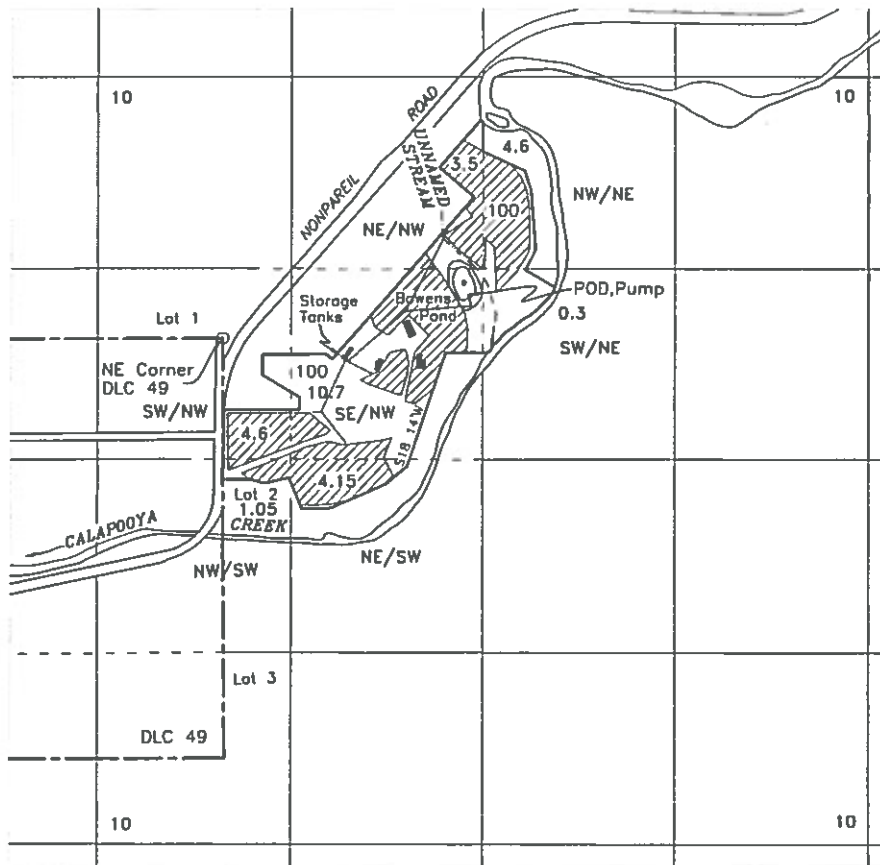 10
10
NONPAREIL ROAD
UNNAMED
STREAM
4.6
3.5
100
NW/NE
NE/NW
Storage
Tanks
Bowens
Pond
POD,Pump
0.3
SW/NE
Lot 1
NE Corner
DLC 49
SW/NW
100
10.7
SE/NW
S18 14'W
4.6
4.15
Lot 2
1.05
CREEK
CALAPOOYA
NE/SW
NW/SW
Lot 3
DLC 49
10
10